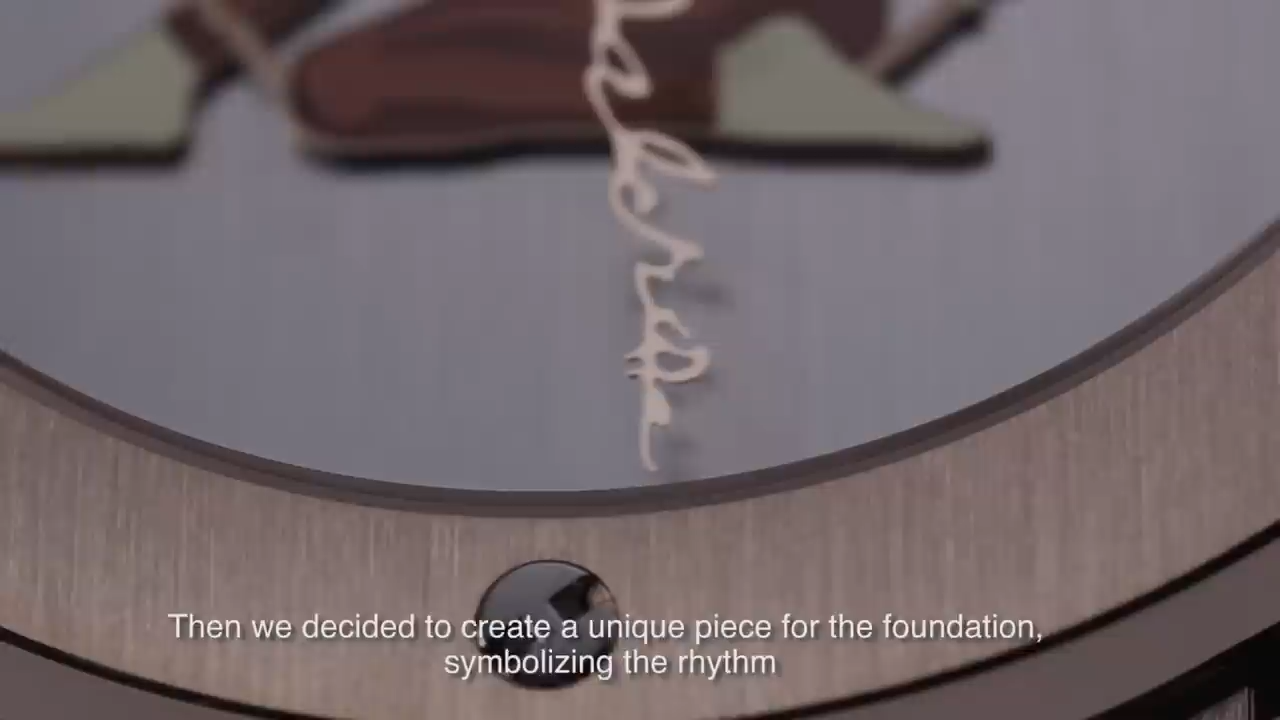 Then we decided to create a unique piece for the foundation,
symbolizing the rhythm